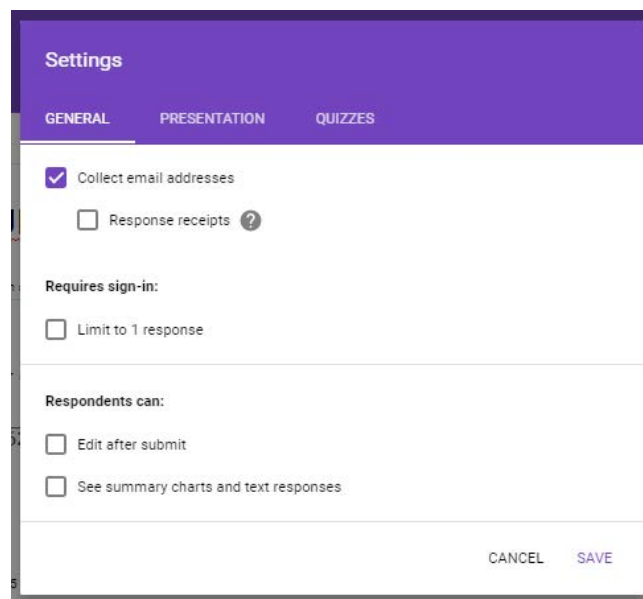 Settings
GENERAL PRESENTATION QUIZZES
Collect email addresses
Response receipts ?
Requires sign-in:
Limit to 1 response
Respondents can:
Edit after submit
See summary charts and text responses
CANCEL SAVE